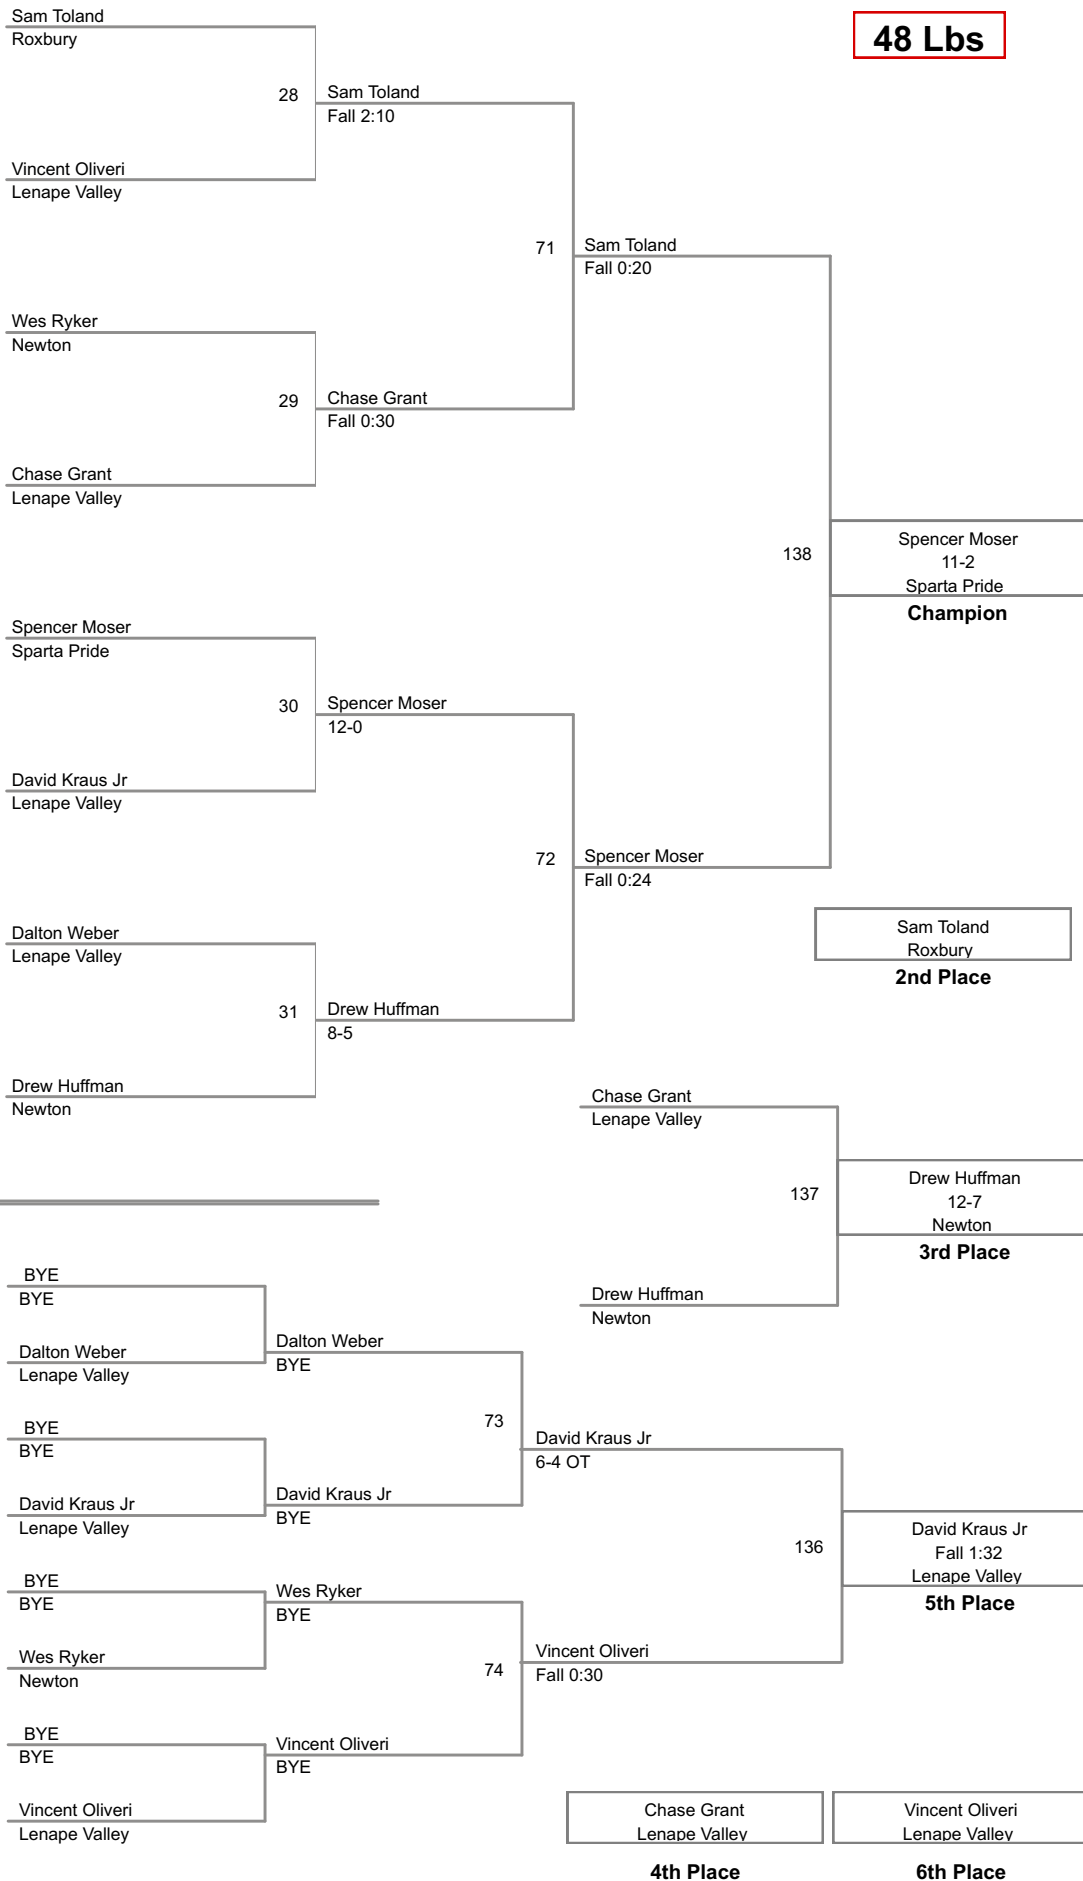 48 Lbs
Sam Toland
Roxbury
28
Sam Toland
Fall 2:10
Vincent Oliveri
Lenape Valley
71
Sam Toland
Fall 0:20
Wes Ryker
Newton
29
Chase Grant
Fall 0:30
Chase Grant
Lenape Valley
138
Spencer Moser
11-2
Sparta Pride
Champion
Spencer Moser
Sparta Pride
30
Spencer Moser
12-0
David Kraus Jr
Lenape Valley
72
Spencer Moser
Fall 0:24
Dalton Weber
Lenape Valley
31
Drew Huffman
8-5
Drew Huffman
Newton
Sam Toland
Roxbury
2nd Place
Chase Grant
Lenape Valley
137
Drew Huffman
12-7
Newton
3rd Place
Drew Huffman
Newton
BYE
BYE
Dalton Weber
BYE
Dalton Weber
Lenape Valley
73
David Kraus Jr
6-4 OT
BYE
BYE
David Kraus Jr
BYE
David Kraus Jr
Lenape Valley
136
David Kraus Jr
Fall 1:32
Lenape Valley
5th Place
BYE
BYE
Wes Ryker
BYE
Wes Ryker
Newton
74
Vincent Oliveri
Fall 0:30
BYE
BYE
Vincent Oliveri
BYE
Vincent Oliveri
Lenape Valley
Chase Grant
Lenape Valley
4th Place
Vincent Oliveri
Lenape Valley
6th Place